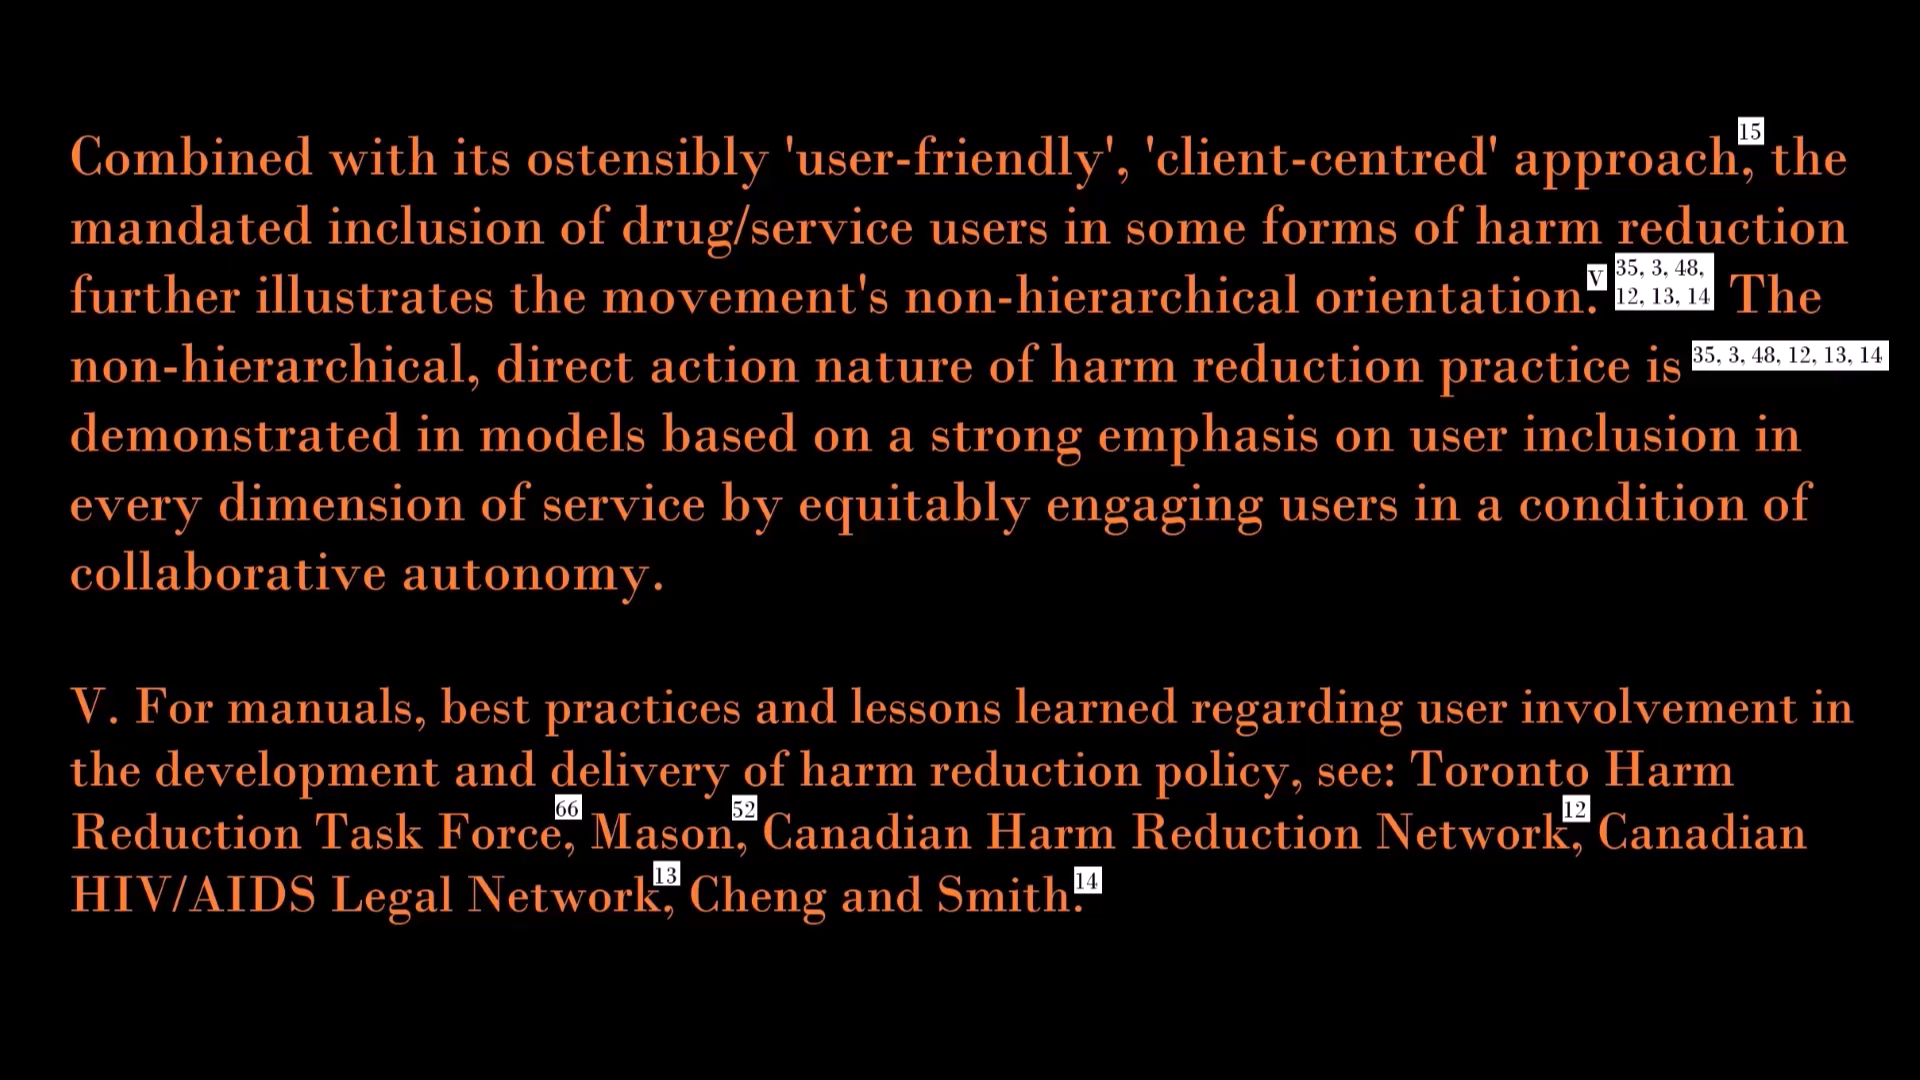 Combined with its ostensibly 'user-friendly', 'client-centred' approach,15 the
mandated inclusion of drug/service users in some forms of harm reduction
further illustrates the movement's non-hierarchical orientation.V 35, 3, 48, 12, 13, 14 The
non-hierarchical, direct action nature of harm reduction practice is 35, 3, 48, 12, 13, 14
demonstrated in models based on a strong emphasis on user inclusion in
every dimension of service by equitably engaging users in a condition of
collaborative autonomy.
V. For manuals, best practices and lessons learned regarding user involvement in
the development and delivery of harm reduction policy, see: Toronto Harm
Reduction Task Force,66 Mason,52 Canadian Harm Reduction Network,12 Canadian
HIV/AIDS Legal Network,13 Cheng and Smith.14